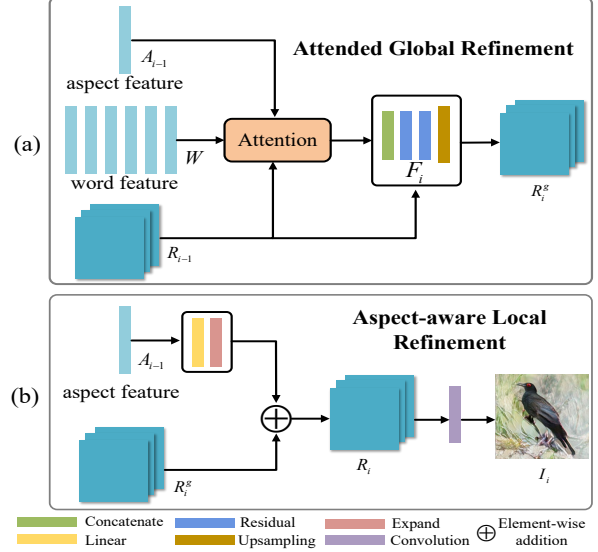 (a)
Attended Global Refinement
A_{i-1}
aspect feature
Attention
W
word feature
F_i
R_i^g
R_{i-1}
(b)
Aspect-aware Local
Refinement
A_{i-1}
aspect feature
R_i^g
R_i
I_i
Concatenate
Residual
Expand
Element-wise
addition
Linear
Upsampling
Convolution